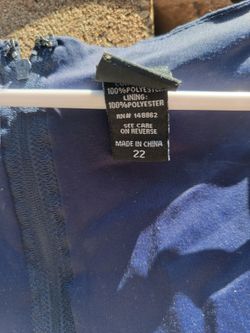 100%POLYESTER
LINING:
100%POLYESTER
RN# 148862
SEE CARE
ON REVERSE
MADE IN CHINA
22